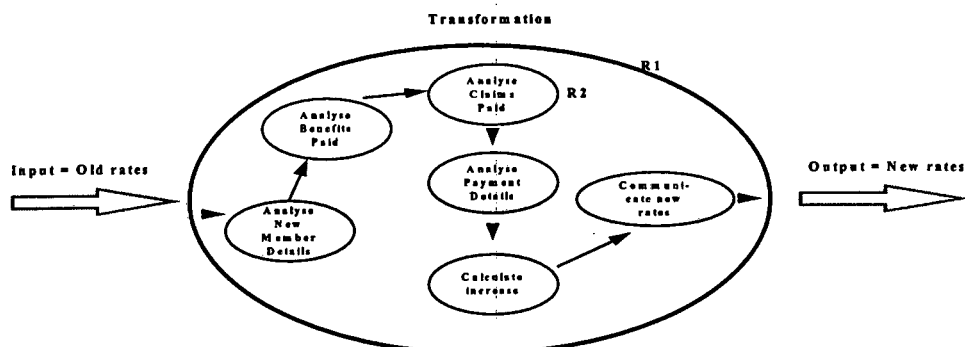 Transformation
R1
Analyse
Claims
Paid
R2
Analyse
Benefits
Paid
Input = Old rates
Analyse
Payment
Details
Communi-
cate new
rates
Output = New rates
Analyse
New
Member
Details
Calculate
increase